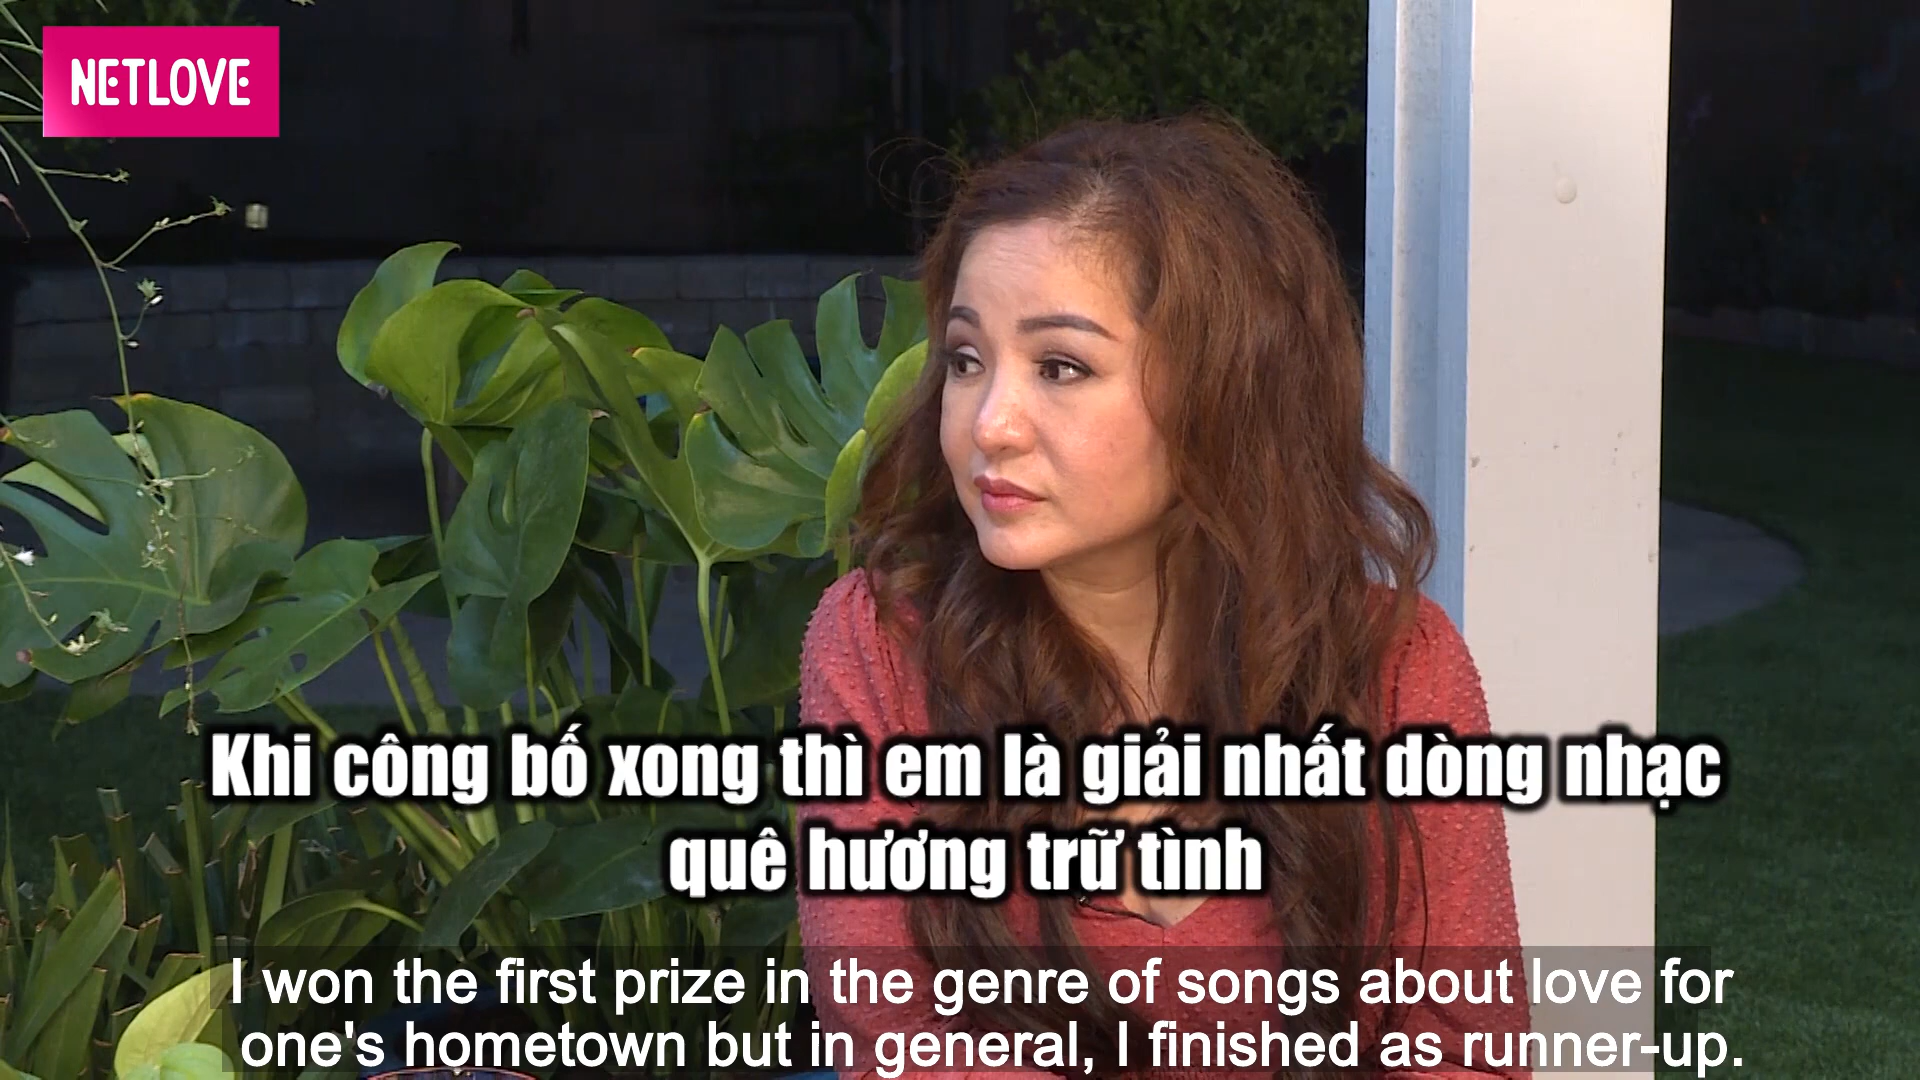 NETLOVE
Khi công bố xong thì em là giải nhất dòng nhạc
quê hương trữ tình
I won the first prize in the genre of songs about love for
one's hometown but in general, I finished as runner-up.